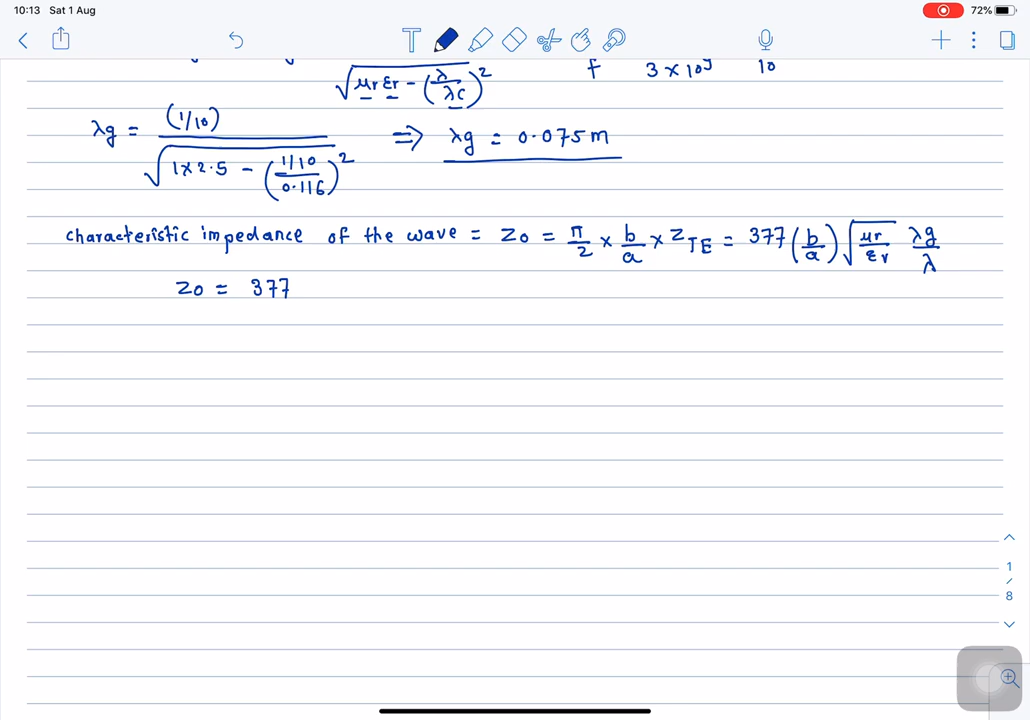 10:13 Sat 1 Aug 72%
T
√(μr εr − (λ/λc)²) f 3 × 10⁹ 10
λg = (1/10) / √(1×2.5 − ((1/10)/0.116)²) ⇒ λg = 0.075m
characteristic impedance of the wave = Z0 = π/2 × b/a × ZTE = 377 (b/a) √(μr/εr) λg/λ
Z0 = 377
1
/
8